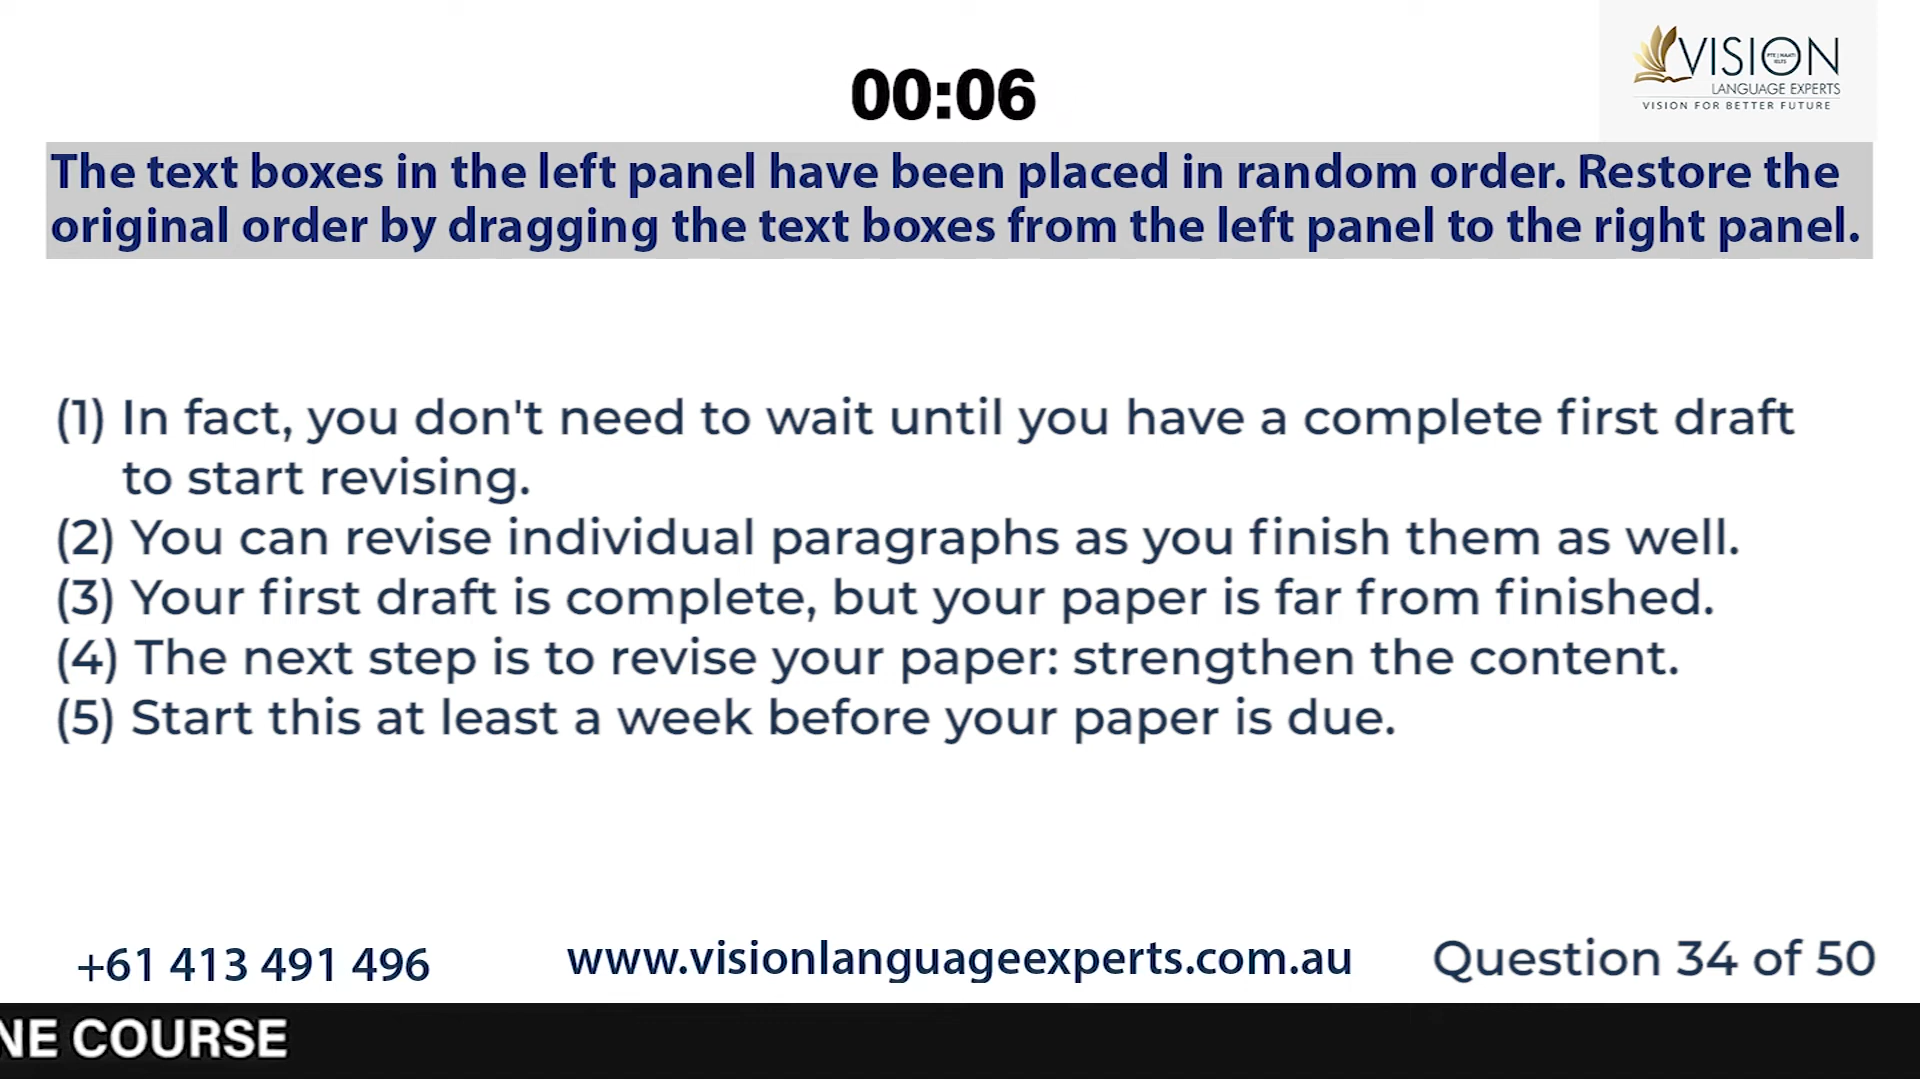 VISION
PTE | NAATI
IELTS
LANGUAGE EXPERTS
VISION FOR BETTER FUTURE
00:06
The text boxes in the left panel have been placed in random order. Restore the
original order by dragging the text boxes from the left panel to the right panel.
(1) In fact, you don't need to wait until you have a complete first draft
to start revising.
(2) You can revise individual paragraphs as you finish them as well.
(3) Your first draft is complete, but your paper is far from finished.
(4) The next step is to revise your paper: strengthen the content.
(5) Start this at least a week before your paper is due.
+61 413 491 496
www.visionlanguageexperts.com.au
Question 34 of 50
NE COURSE